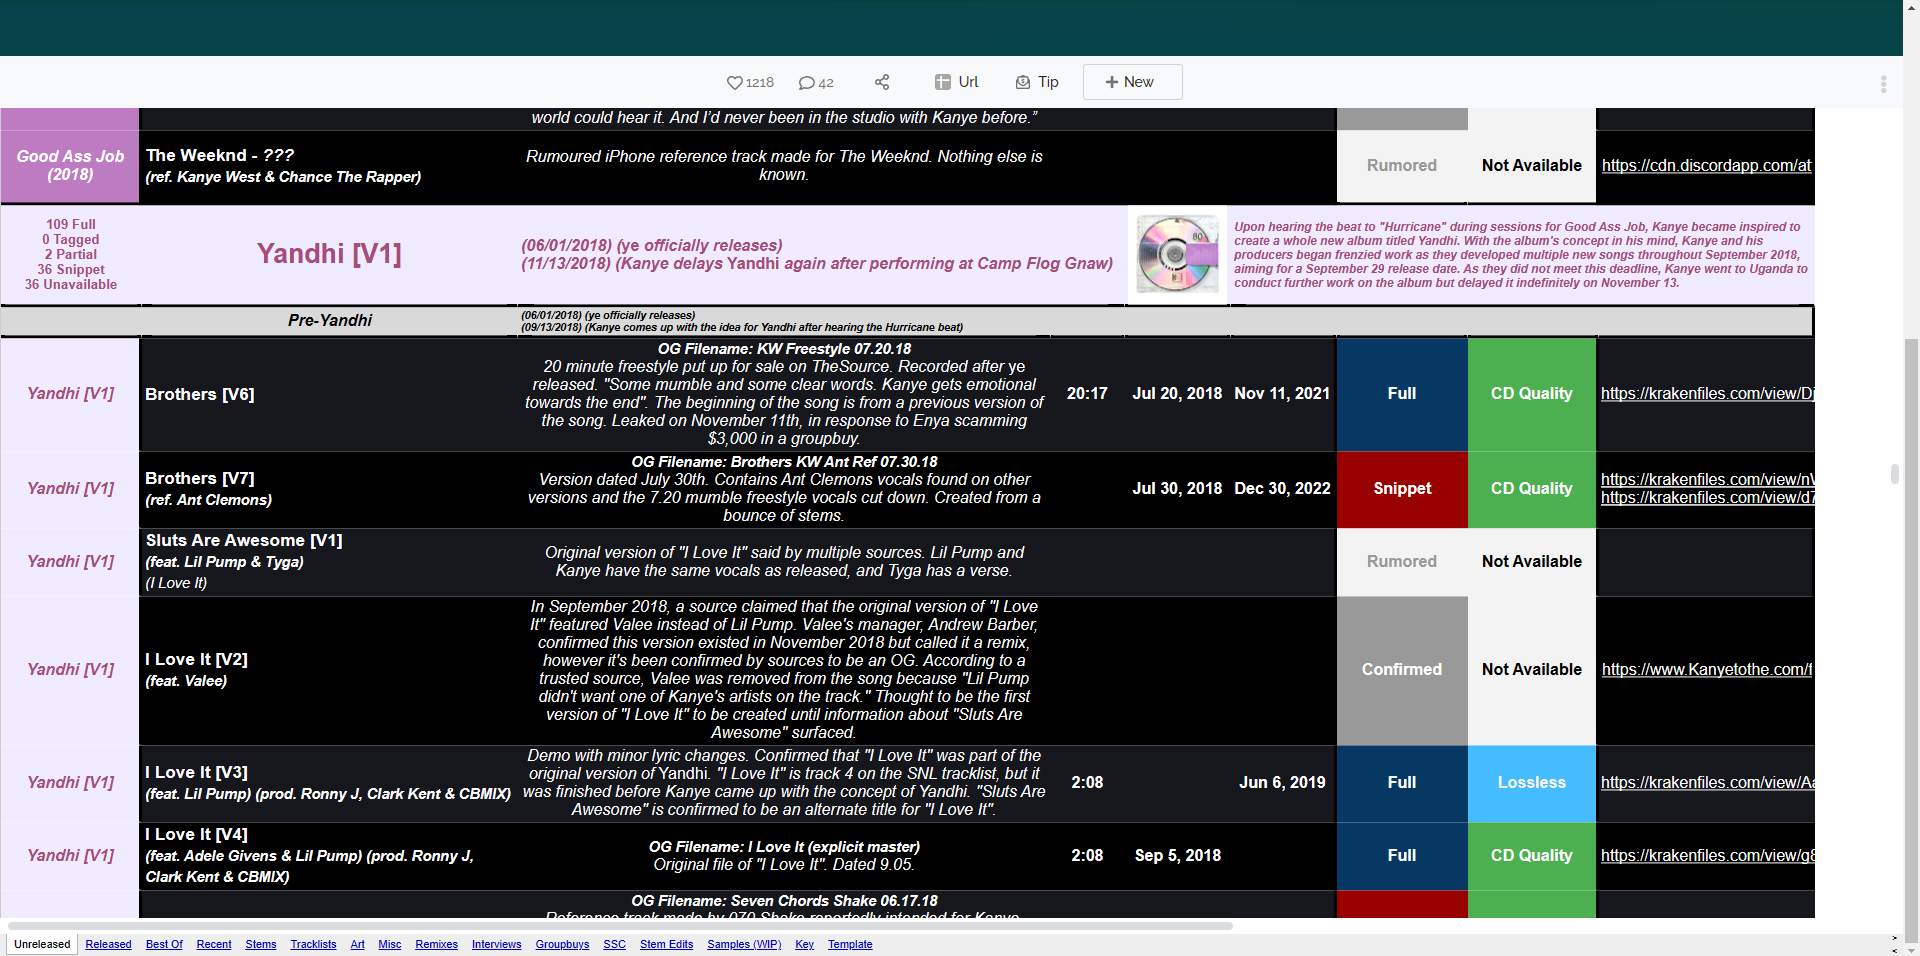 1218
42
Url
Tip
+ New
world could hear it. And I'd never been in the studio with Kanye before.”
Good Ass Job
(2018)
The Weeknd - ???
(ref. Kanye West & Chance The Rapper)
Rumoured iPhone reference track made for The Weeknd. Nothing else is
known.
Rumored
Not Available
https://cdn.discordapp.com/at
109 Full
0 Tagged
2 Partial
36 Snippet
36 Unavailable
Yandhi [V1]
(06/01/2018) (ye officially releases)
(11/13/2018) (Kanye delays Yandhi again after performing at Camp Flog Gnaw)
80
Upon hearing the beat to "Hurricane" during sessions for Good Ass Job, Kanye became inspired to
create a whole new album titled Yandhi. With the album's concept in his mind, Kanye and his
producers began frenzied work as they developed multiple new songs throughout September 2018,
aiming for a September 29 release date. As they did not meet this deadline, Kanye went to Uganda to
conduct further work on the album but delayed it indefinitely on November 13.
Pre-Yandhi
(06/01/2018) (ye officially releases)
(09/13/2018) (Kanye comes up with the idea for Yandhi after hearing the Hurricane beat)
Yandhi [V1]
Brothers [V6]
OG Filename: KW Freestyle 07.20.18
20 minute freestyle put up for sale on TheSource. Recorded after ye
released. "Some mumble and some clear words. Kanye gets emotional
towards the end". The beginning of the song is from a previous version of
the song. Leaked on November 11th, in response to Enya scamming
$3,000 in a groupbuy.
20:17
Jul 20, 2018
Nov 11, 2021
Full
CD Quality
https://krakenfiles.com/view/Dj
Yandhi [V1]
Brothers [V7]
(ref. Ant Clemons)
OG Filename: Brothers KW Ant Ref 07.30.18
Version dated July 30th. Contains Ant Clemons vocals found on other
versions and the 7.20 mumble freestyle vocals cut down. Created from a
bounce of stems.
Jul 30, 2018
Dec 30, 2022
Snippet
CD Quality
https://krakenfiles.com/view/nW
https://krakenfiles.com/view/d7
Yandhi [V1]
Sluts Are Awesome [V1]
(feat. Lil Pump & Tyga)
(I Love It)
Original version of "I Love It" said by multiple sources. Lil Pump and
Kanye have the same vocals as released, and Tyga has a verse.
Rumored
Not Available
Yandhi [V1]
I Love It [V2]
(feat. Valee)
In September 2018, a source claimed that the original version of "I Love
It" featured Valee instead of Lil Pump. Valee's manager, Andrew Barber,
confirmed this version existed in November 2018 but called it a remix,
however it's been confirmed by sources to be an OG. According to a
trusted source, Valee was removed from the song because "Lil Pump
didn't want one of Kanye's artists on the track." Thought to be the first
version of "I Love It" to be created until information about "Sluts Are
Awesome" surfaced.
Confirmed
Not Available
https://www.Kanyetothe.com/f
Yandhi [V1]
I Love It [V3]
(feat. Lil Pump) (prod. Ronny J, Clark Kent & CBMIX)
Demo with minor lyric changes. Confirmed that "I Love It" was part of the
original version of Yandhi. "I Love It" is track 4 on the SNL tracklist, but it
was finished before Kanye came up with the concept of Yandhi. "Sluts Are
Awesome" is confirmed to be an alternate title for "I Love It".
2:08
Jun 6, 2019
Full
Lossless
https://krakenfiles.com/view/Aa
Yandhi [V1]
I Love It [V4]
(feat. Adele Givens & Lil Pump) (prod. Ronny J,
Clark Kent & CBMIX)
OG Filename: I Love It (explicit master)
Original file of "I Love It". Dated 9.05.
2:08
Sep 5, 2018
Full
CD Quality
https://krakenfiles.com/view/g8
OG Filename: Seven Chords Shake 06.17.18
Reference track made by 070 Shake reportedly intended for Kanye
Unreleased Released Best Of Recent Stems Tracklists Art Misc Remixes Interviews Groupbuys SSC Stem Edits Samples (WIP) Key Template